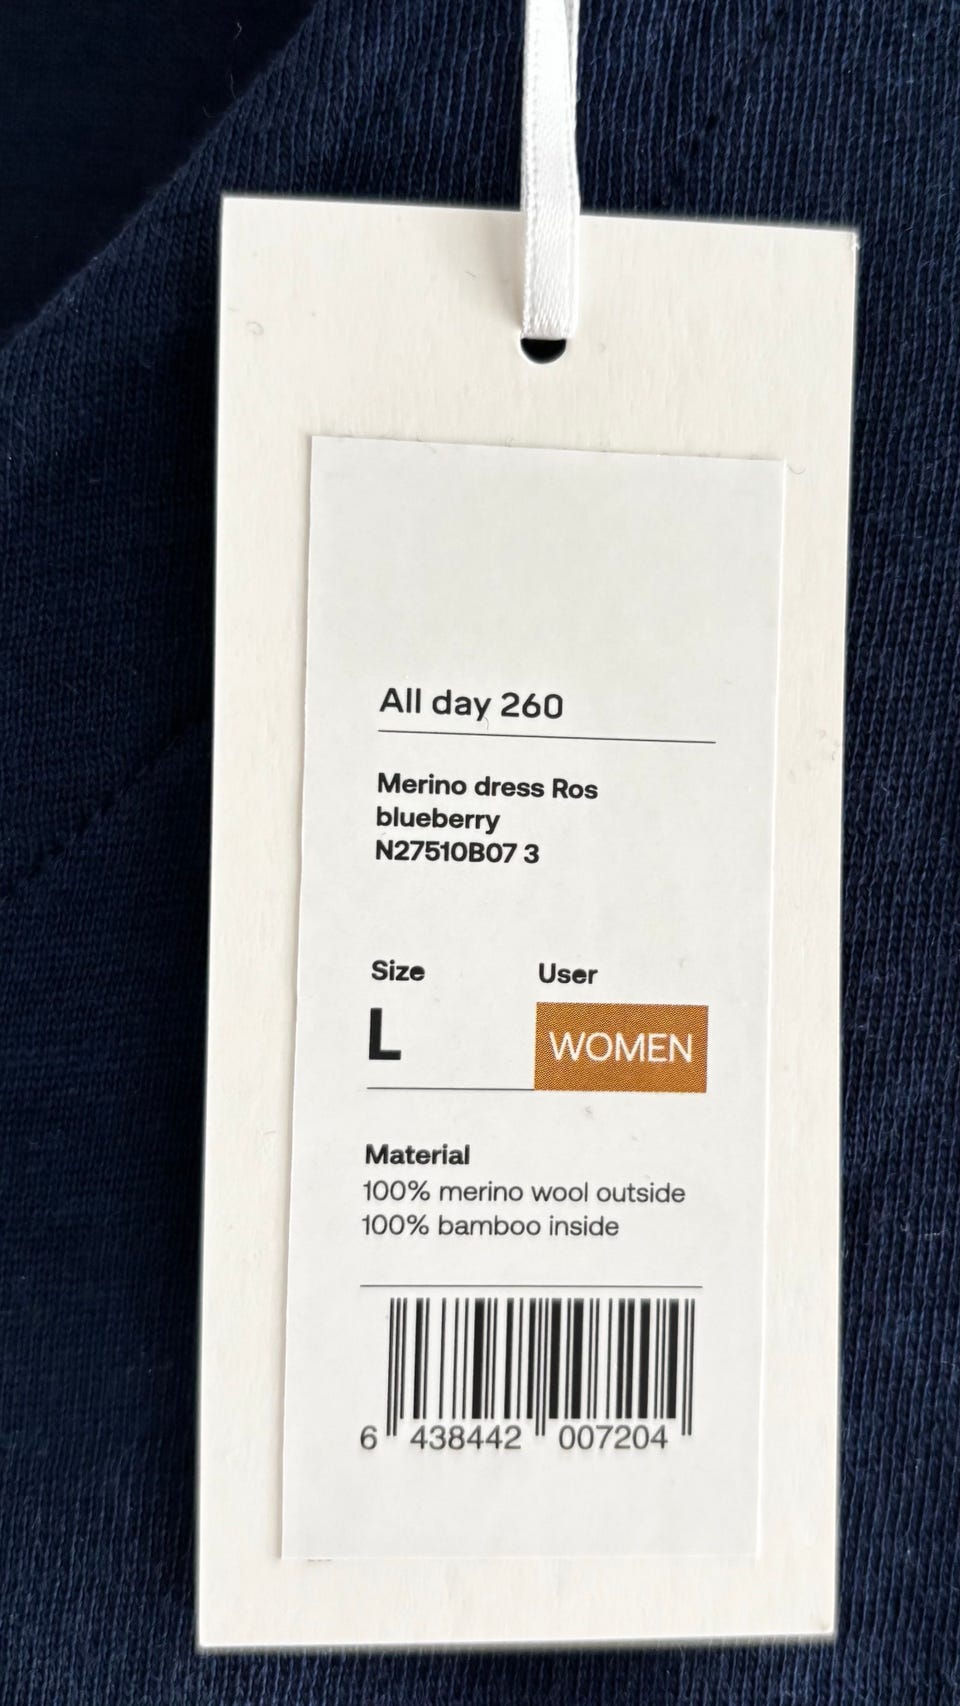 All day 260
Merino dress Ros
blueberry
N27510B07 3
Size User
L WOMEN
Material
100% merino wool outside
100% bamboo inside
6 438442 007204